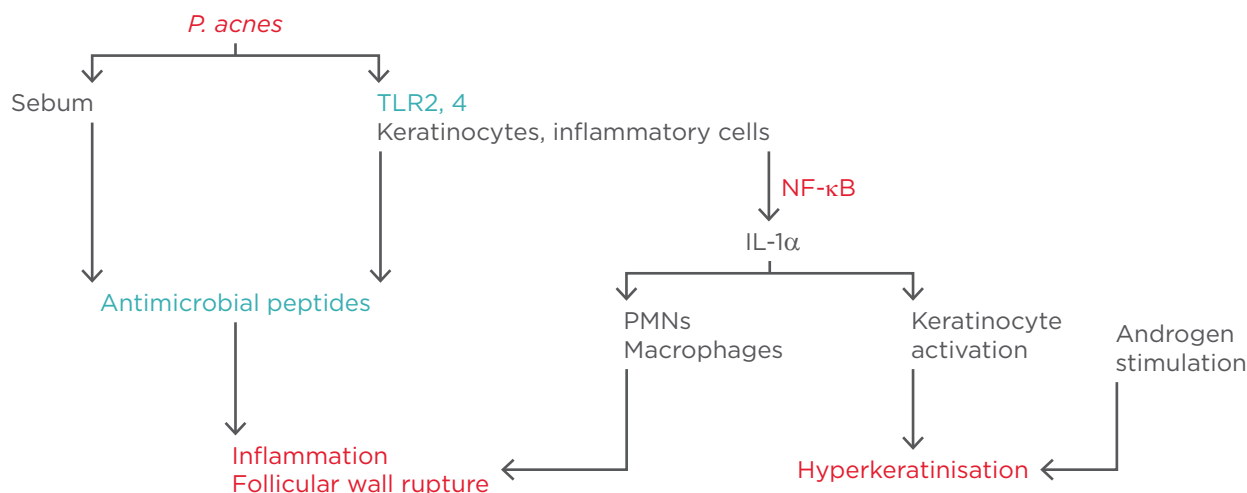 P. acnes
Sebum
TLR2, 4
Keratinocytes, inflammatory cells
NF-κB
IL-1α
Antimicrobial peptides
PMNs
Macrophages
Keratinocyte
activation
Androgen
stimulation
Inflammation
Follicular wall rupture
Hyperkeratinisation